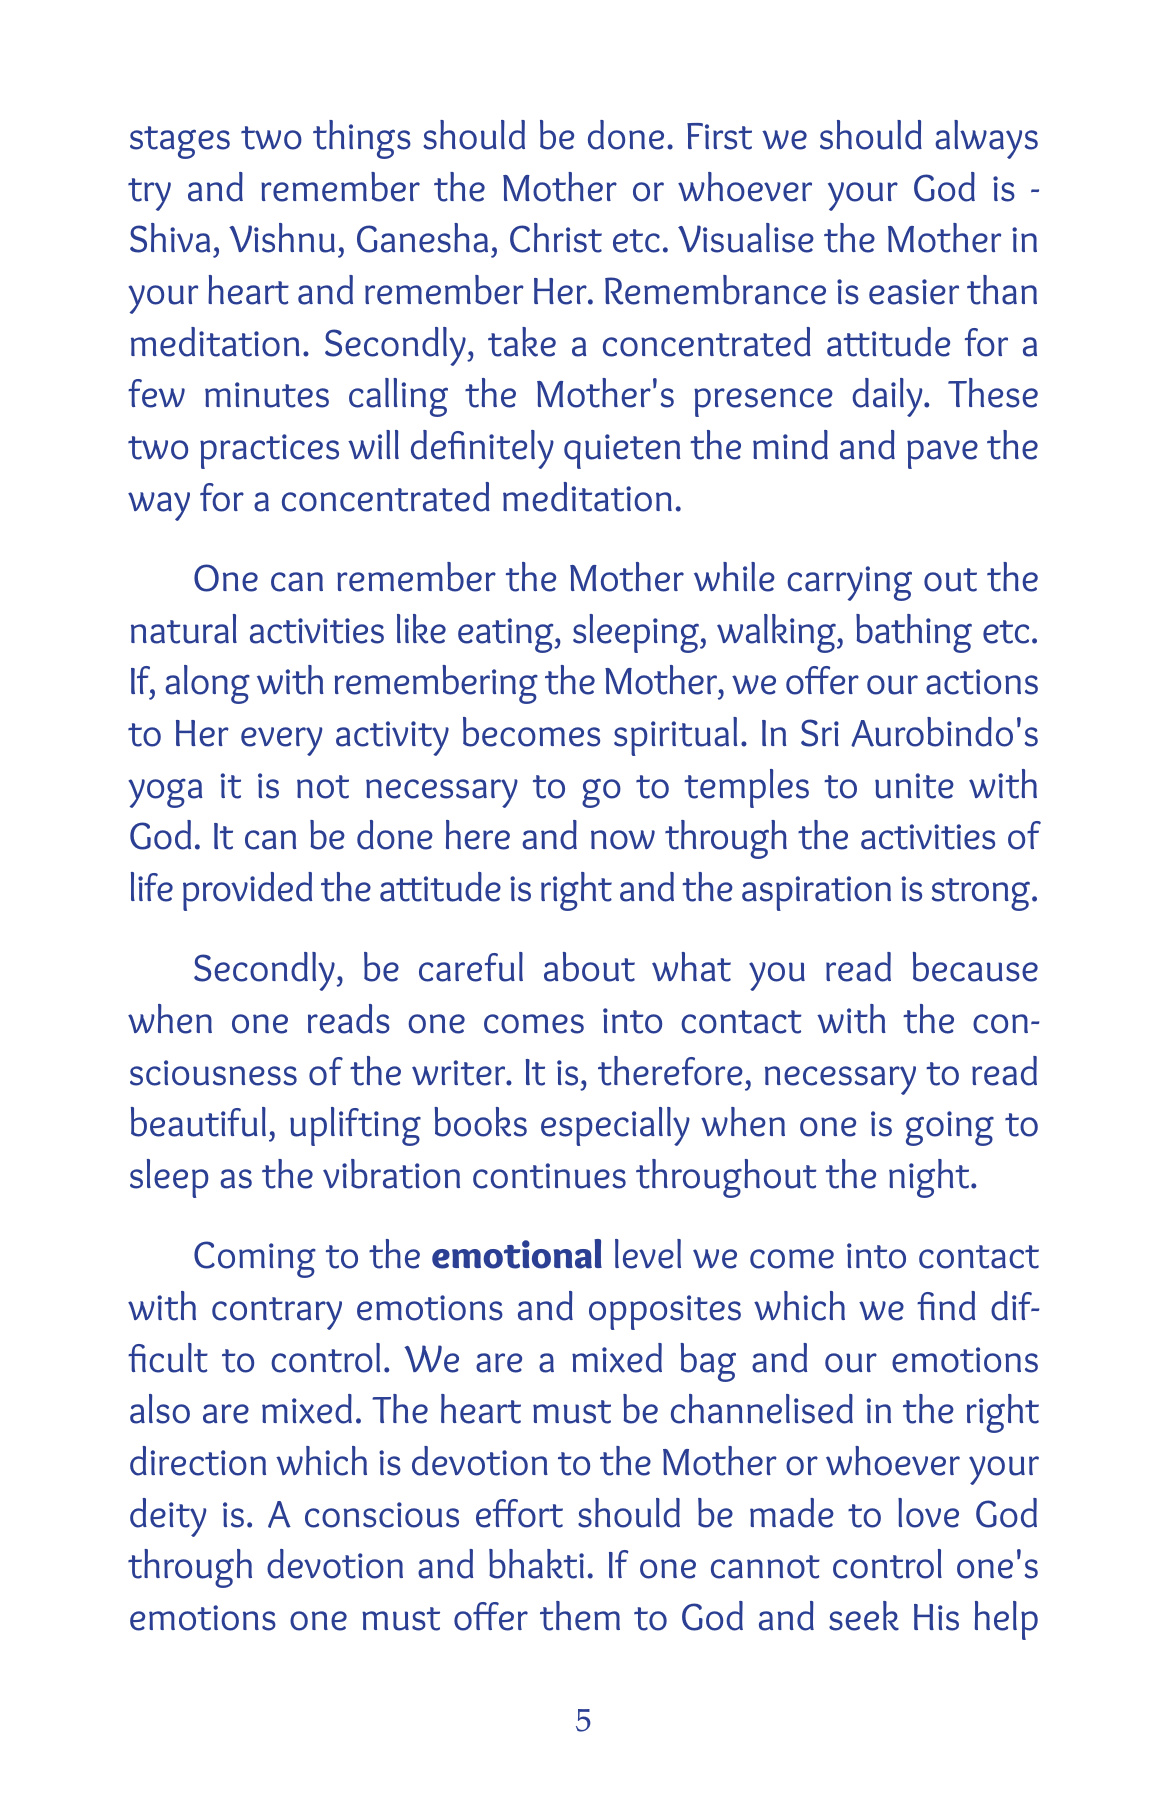 stages two things should be done. First we should always
try and remember the Mother or whoever your God is -
Shiva, Vishnu, Ganesha, Christ etc. Visualise the Mother in
your heart and remember Her. Remembrance is easier than
meditation. Secondly, take a concentrated attitude for a
few minutes calling the Mother's presence daily. These
two practices will definitely quieten the mind and pave the
way for a concentrated meditation.
One can remember the Mother while carrying out the
natural activities like eating, sleeping, walking, bathing etc.
If, along with remembering the Mother, we offer our actions
to Her every activity becomes spiritual. In Sri Aurobindo's
yoga it is not necessary to go to temples to unite with
God. It can be done here and now through the activities of
life provided the attitude is right and the aspiration is strong.
Secondly, be careful about what you read because
when one reads one comes into contact with the con-
sciousness of the writer. It is, therefore, necessary to read
beautiful, uplifting books especially when one is going to
sleep as the vibration continues throughout the night.
Coming to the emotional level we come into contact
with contrary emotions and opposites which we find dif-
ficult to control. We are a mixed bag and our emotions
also are mixed. The heart must be channelised in the right
direction which is devotion to the Mother or whoever your
deity is. A conscious effort should be made to love God
through devotion and bhakti. If one cannot control one's
emotions one must offer them to God and seek His help
5